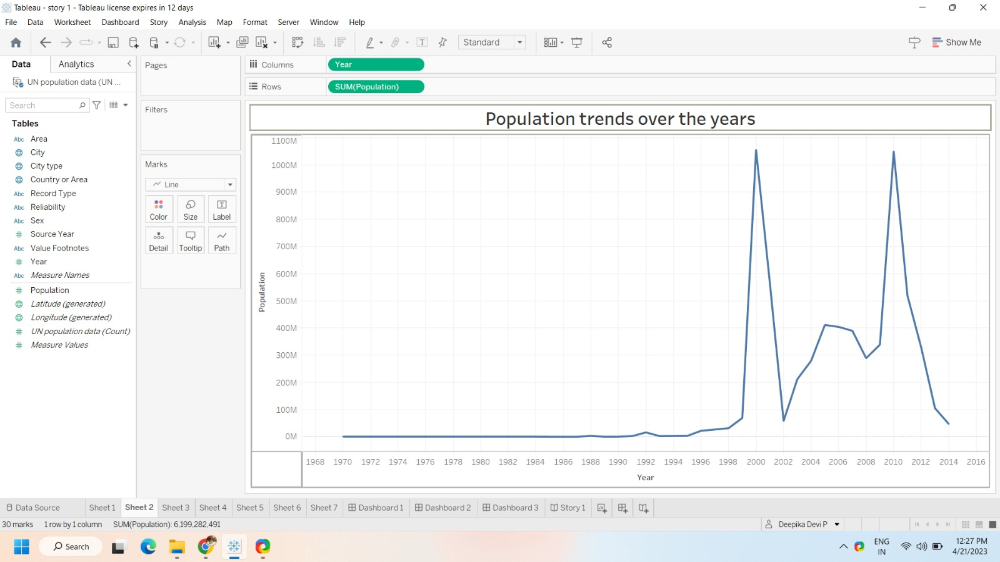 Tableau - story 1 - Tableau license expires in 12 days
File Data Worksheet Dashboard Story Analysis Map Format Server Window Help
Standard
Show Me
Data Analytics
UN population data (UN ...
Search
Tables
Abc Area
City
City type
Country or Area
Abc Record Type
Abc Reliability
Abc Sex
# Source Year
Abc Value Footnotes
# Year
Abc Measure Names
# Population
Latitude (generated)
Longitude (generated)
# UN population data (Count)
# Measure Values
Pages
Filters
Marks
Line
Color Size Label
Detail Tooltip Path
Columns Year
Rows SUM(Population)
Population trends over the years
1100M
1000M
900M
800M
700M
600M
500M
400M
300M
200M
100M
0M
Population
1968 1970 1972 1974 1976 1978 1980 1982 1984 1986 1988 1990 1992 1994 1996 1998 2000 2002 2004 2006 2008 2010 2012 2014 2016
Year
Data Source Sheet 1 Sheet 2 Sheet 3 Sheet 4 Sheet 5 Sheet 6 Sheet 7 Dashboard 1 Dashboard 2 Dashboard 3 Story 1
30 marks 1 row by 1 column SUM(Population): 6,199,282,491
Deepika Devi P
Search
ENG
IN
12:27 PM
4/21/2023